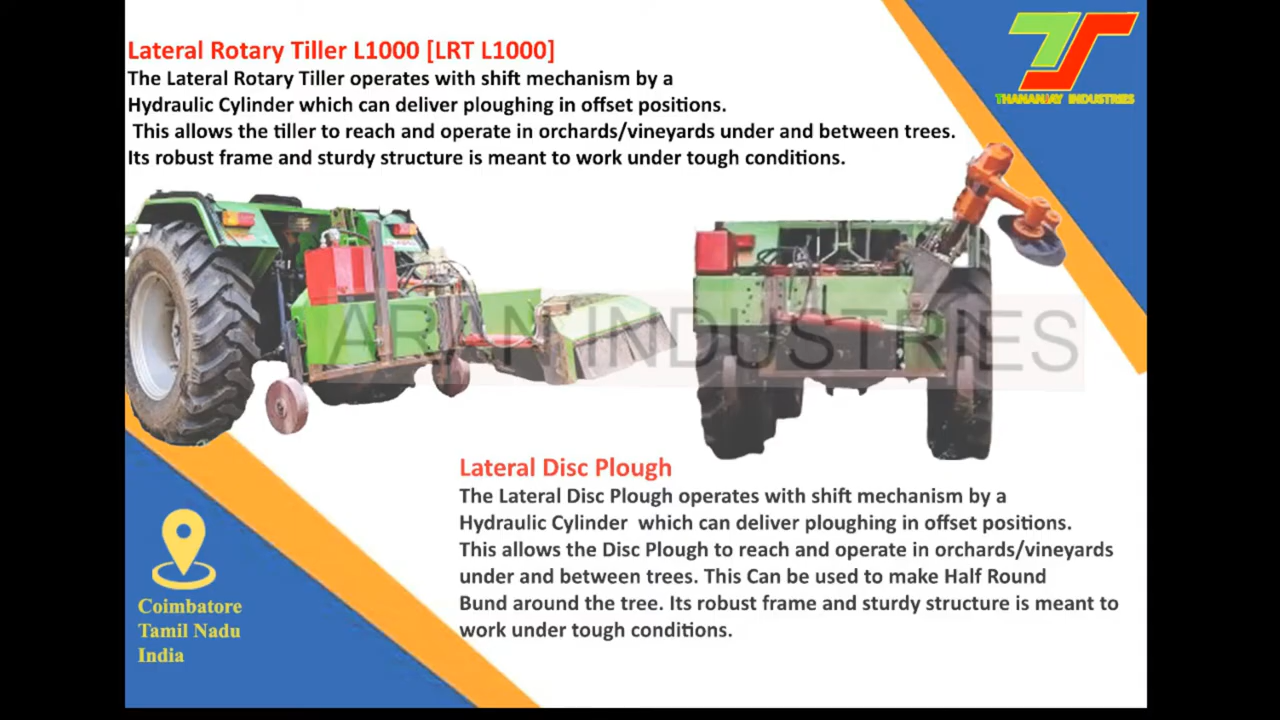 Lateral Rotary Tiller L1000 [LRT L1000]
The Lateral Rotary Tiller operates with shift mechanism by a
Hydraulic Cylinder which can deliver ploughing in offset positions.
This allows the tiller to reach and operate in orchards/vineyards under and between trees.
Its robust frame and sturdy structure is meant to work under tough conditions.
THANANJAY INDUSTRIES
ARAN INDUSTRIES
Lateral Disc Plough
The Lateral Disc Plough operates with shift mechanism by a
Hydraulic Cylinder which can deliver ploughing in offset positions.
This allows the Disc Plough to reach and operate in orchards/vineyards
under and between trees. This Can be used to make Half Round
Bund around the tree. Its robust frame and sturdy structure is meant to
work under tough conditions.
Coimbatore
Tamil Nadu
India